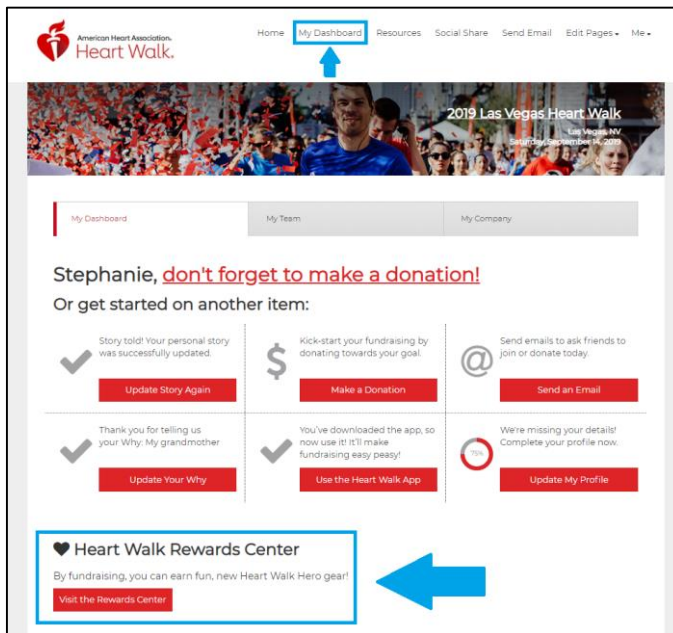 American Heart Association.
Heart Walk.
Home My Dashboard Resources Social Share Send Email Edit Pages Me
2019 Las Vegas Heart Walk
Las Vegas, NV
Saturday, September 14, 2019
My Dashboard My Team My Company
Stephanie, don't forget to make a donation!
Or get started on another item:
Story told! Your personal story
was successfully updated.
Update Story Again
Kick-start your fundraising by
donating towards your goal.
Make a Donation
Send emails to ask friends to
join or donate today.
Send an Email
Thank you for telling us
your Why: My grandmother
Update Your Why
You've downloaded the app, so
now use it! It'll make
fundraising easy peasy!
Use the Heart Walk App
75%
We're missing your details!
Complete your profile now.
Update My Profile
Heart Walk Rewards Center
By fundraising, you can earn fun, new Heart Walk Hero gear!
Visit the Rewards Center